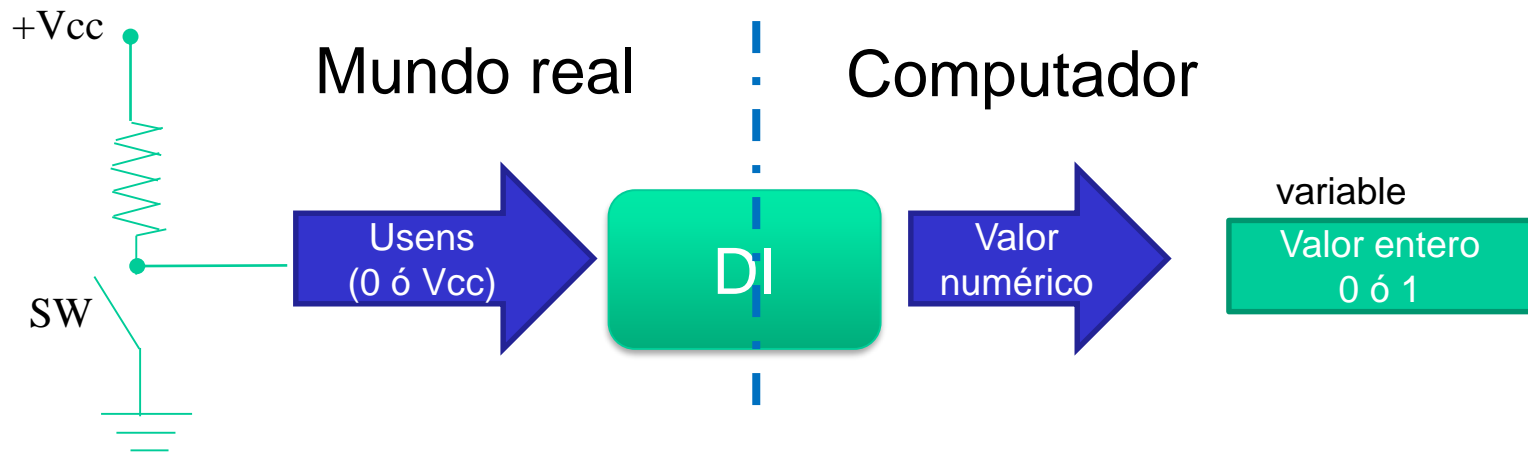 +Vcc
Mundo real
Computador
SW
Usens
(0 ó Vcc)
DI
Valor
numérico
variable
Valor entero
0 ó 1